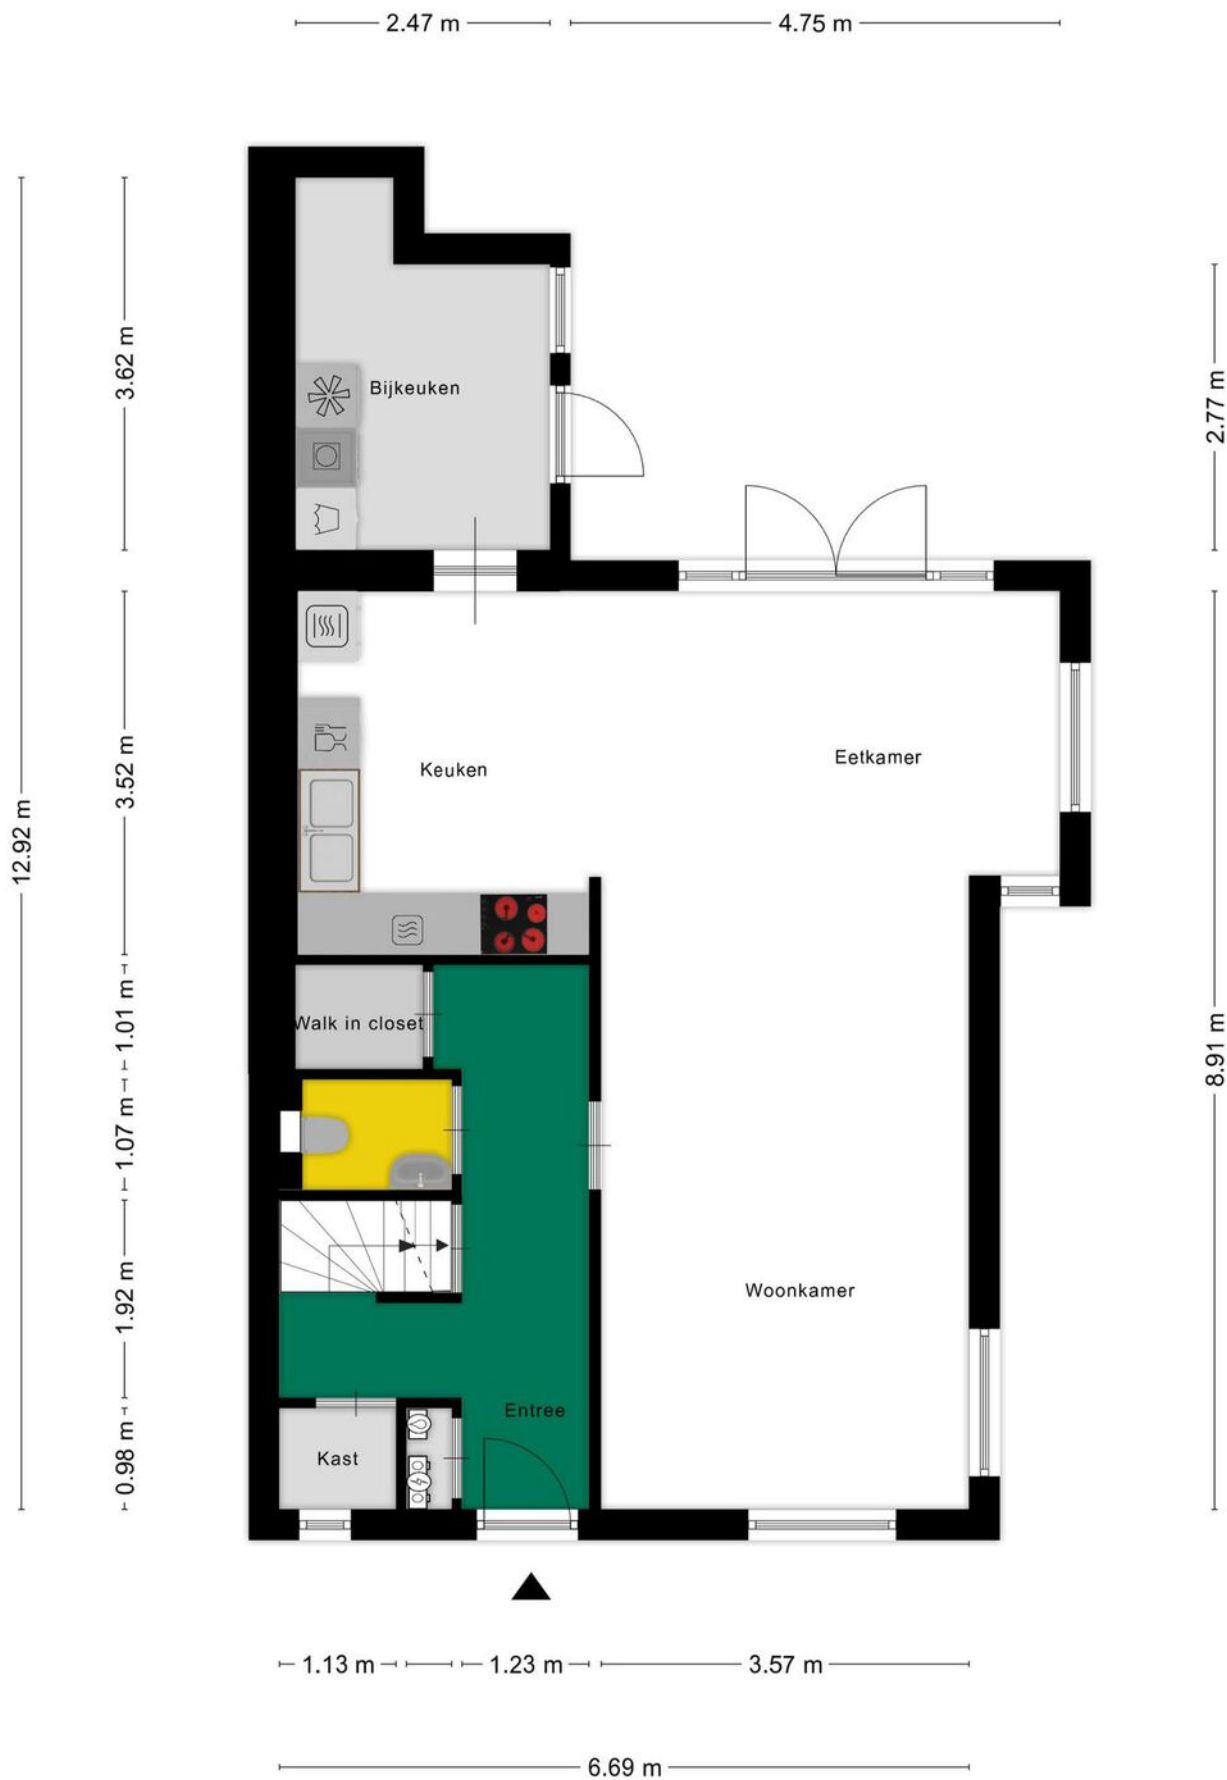 2.47 m
4.75 m
12.92 m
3.62 m
Bijkeuken
2.77 m
3.52 m
Keuken
Eetkamer
1.01 m
Walk in closet
8.91 m
1.07 m
1.92 m
Woonkamer
0.98 m
Entree
Kast
1.13 m
1.23 m
3.57 m
6.69 m